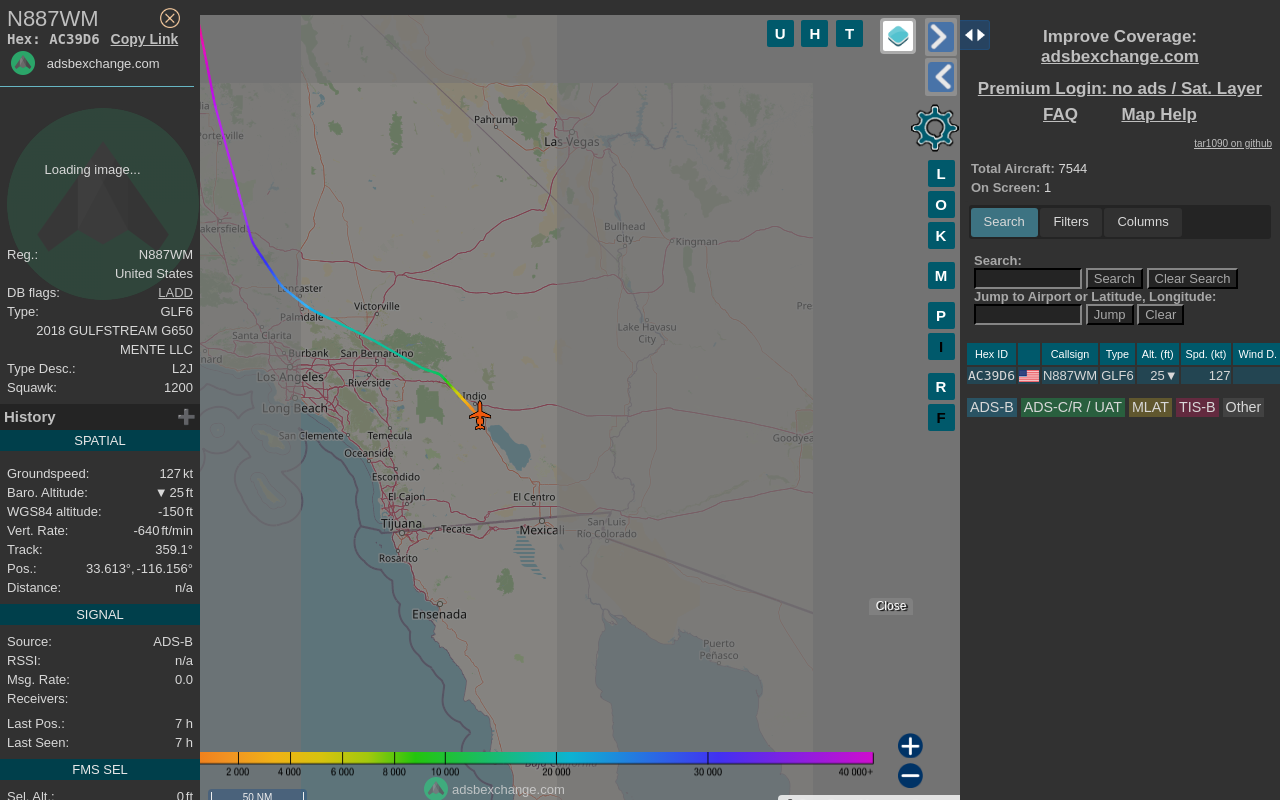 N887WM
Hex: AC39D6 Copy Link
adsbexchange.com
Loading image...
Reg.: N887WM
United States
DB flags: LADD
Type: GLF6
2018 GULFSTREAM G650
MENTE LLC
Type Desc.: L2J
Squawk: 1200
History
SPATIAL
Groundspeed: 127 kt
Baro. Altitude: ▼ 25 ft
WGS84 altitude: -150 ft
Vert. Rate: -640 ft/min
Track: 359.1°
Pos.: 33.613°, -116.156°
Distance: n/a
SIGNAL
Source: ADS-B
RSSI: n/a
Msg. Rate: 0.0
Receivers:
Last Pos.: 7 h
Last Seen: 7 h
FMS SEL
Sel. Alt.: 0 ft
U H T
L
O
K
M
P
I
R
F
Porterville
Pahrump
Las Vegas
akersfield
Bullhead
City
Kingman
Lancaster
Palmdale
Victorville
Pre
Santa Clarita
Lake Havasu
City
nard
Burbank
San Bernardino
Los Angeles
Riverside
Indio
Long Beach
San Clemente
Temecula
Goodyea
Oceanside
Escondido
El Cajon
El Centro
Tijuana
Tecate
Mexicali
San Luis
Río Colorado
Rosarito
Ensenada
Puerto
Peñasco
Close
Baja California
2 000 4 000 6 000 8 000 10 000 20 000 30 000 40 000+
adsbexchange.com
50 NM
Improve Coverage:
adsbexchange.com
Premium Login: no ads / Sat. Layer
FAQ Map Help
tar1090 on github
Total Aircraft: 7544
On Screen: 1
Search Filters Columns
Search:
Search Clear Search
Jump to Airport or Latitude, Longitude:
Jump Clear
Hex ID Callsign Type Alt. (ft) Spd. (kt) Wind D.
AC39D6 N887WM GLF6 25▼ 127
ADS-B ADS-C/R / UAT MLAT TIS-B Other